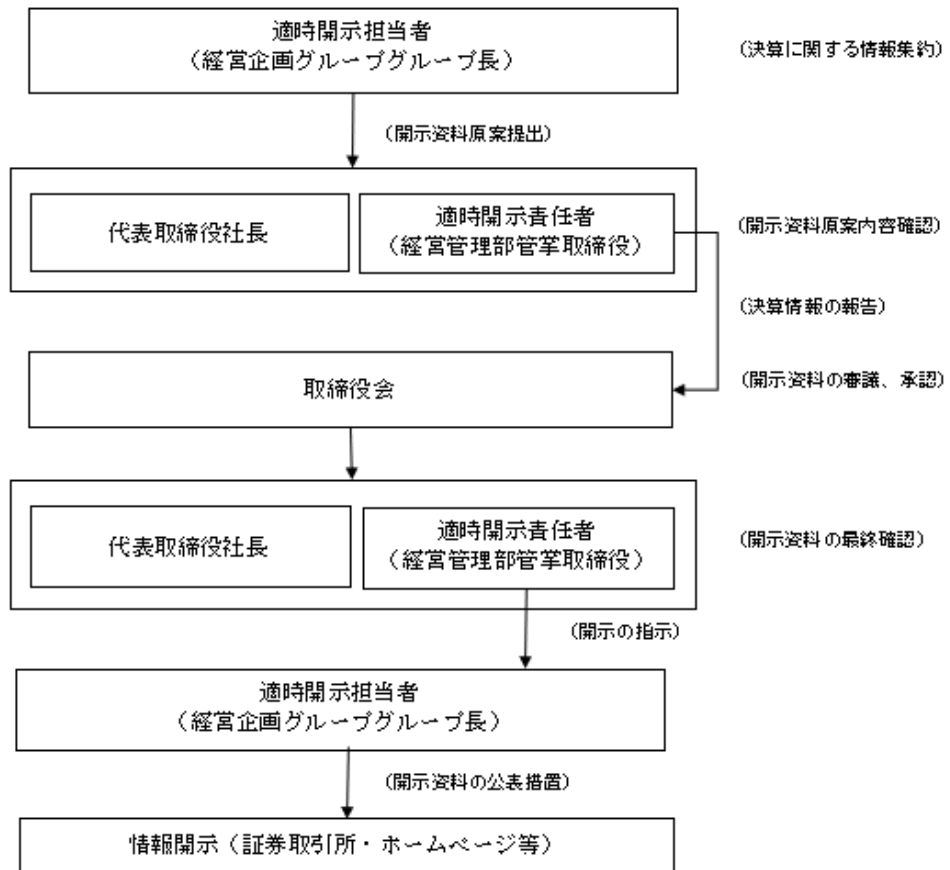 適時開示担当者
（経営企画グループグループ長）
（決算に関する情報集約）
（開示資料原案提出）
代表取締役社長
適時開示責任者
（経営管理部管掌取締役）
（開示資料原案内容確認）
（決算情報の報告）
取締役会
（開示資料の審議、承認）
代表取締役社長
適時開示責任者
（経営管理部管掌取締役）
（開示資料の最終確認）
（開示の指示）
適時開示担当者
（経営企画グループグループ長）
（開示資料の公表措置）
情報開示（証券取引所・ホームページ等）